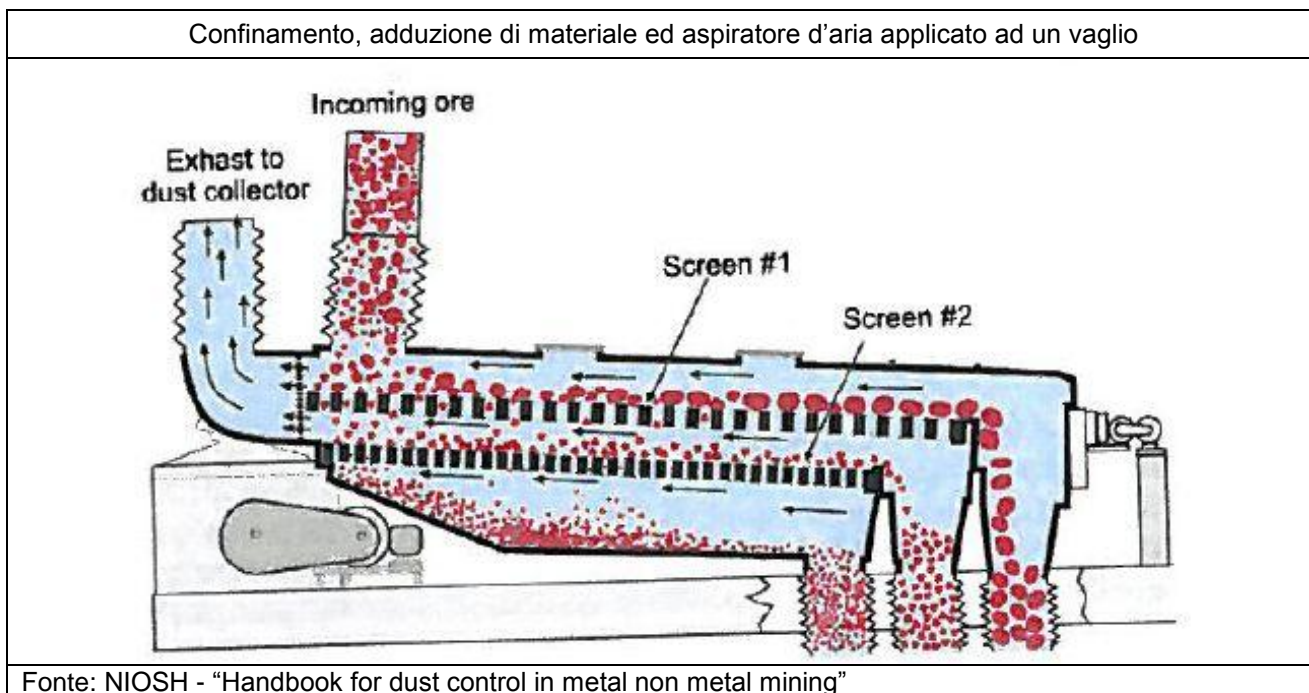 Confinamento, adduzione di materiale ed aspiratore d’aria applicato ad un vaglio
Incoming ore
Exhast to
dust collector
Screen #1
Screen #2
Fonte: NIOSH - “Handbook for dust control in metal non metal mining”